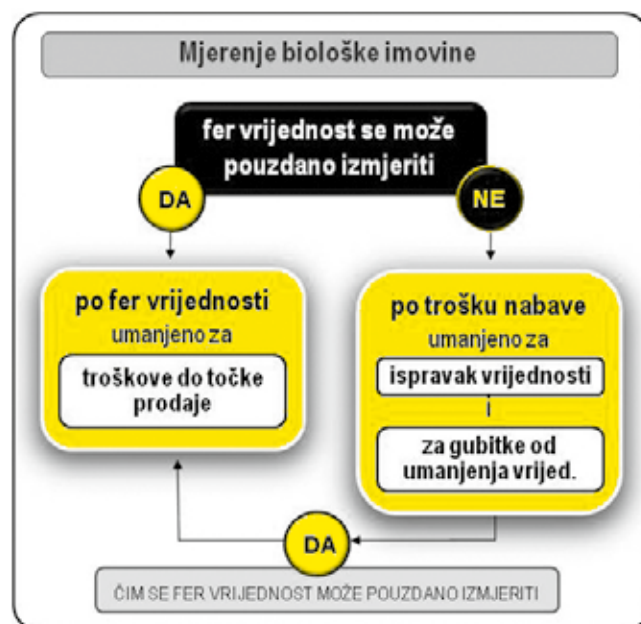 Mjerenje biološke imovine
fer vrijednost se može
pouzdano izmjeriti
DA
NE
po fer vrijednosti
umanjeno za
troškove do točke
prodaje
po trošku nabave
umanjeno za
ispravak vrijednosti
i
za gubitke od
umanjenja vrijed.
DA
ČIM SE FER VRIJEDNOST MOŽE POUZDANO IZMJERITI